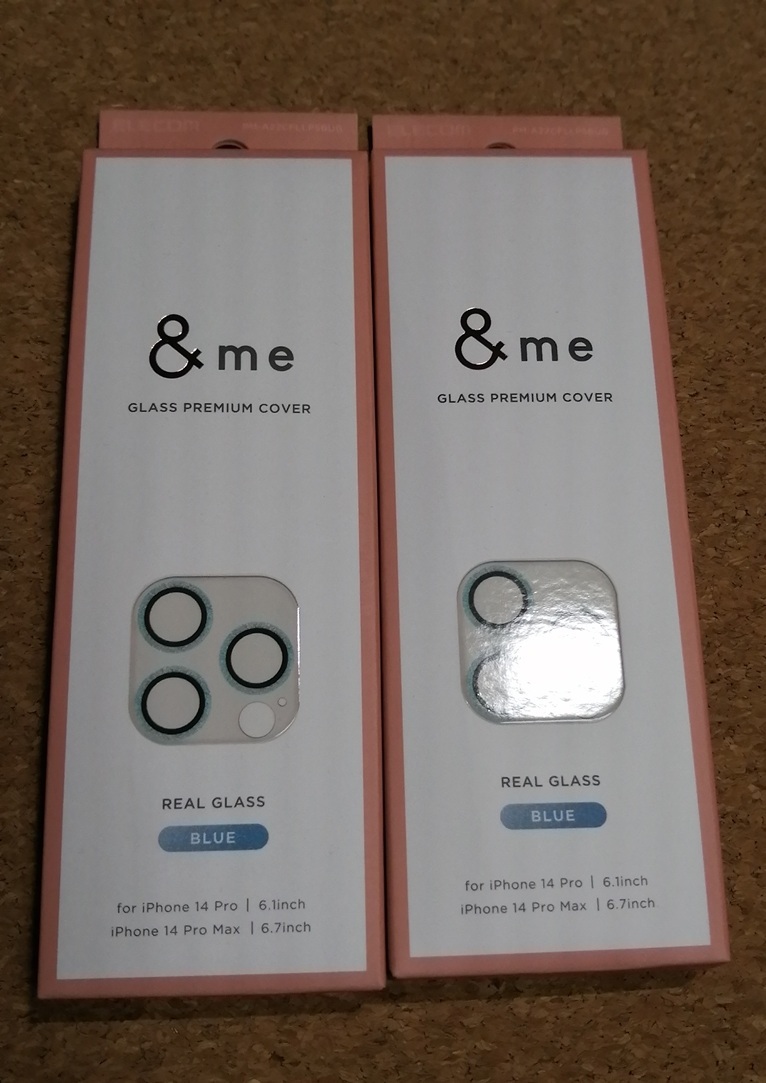 ELECOM
& me
GLASS PREMIUM COVER
REAL GLASS
BLUE
for iPhone 14 Pro | 6.1inch
iPhone 14 Pro Max | 6.7inch
ELECOM
& me
GLASS PREMIUM COVER
REAL GLASS
BLUE
for iPhone 14 Pro | 6.1inch
iPhone 14 Pro Max | 6.7inch